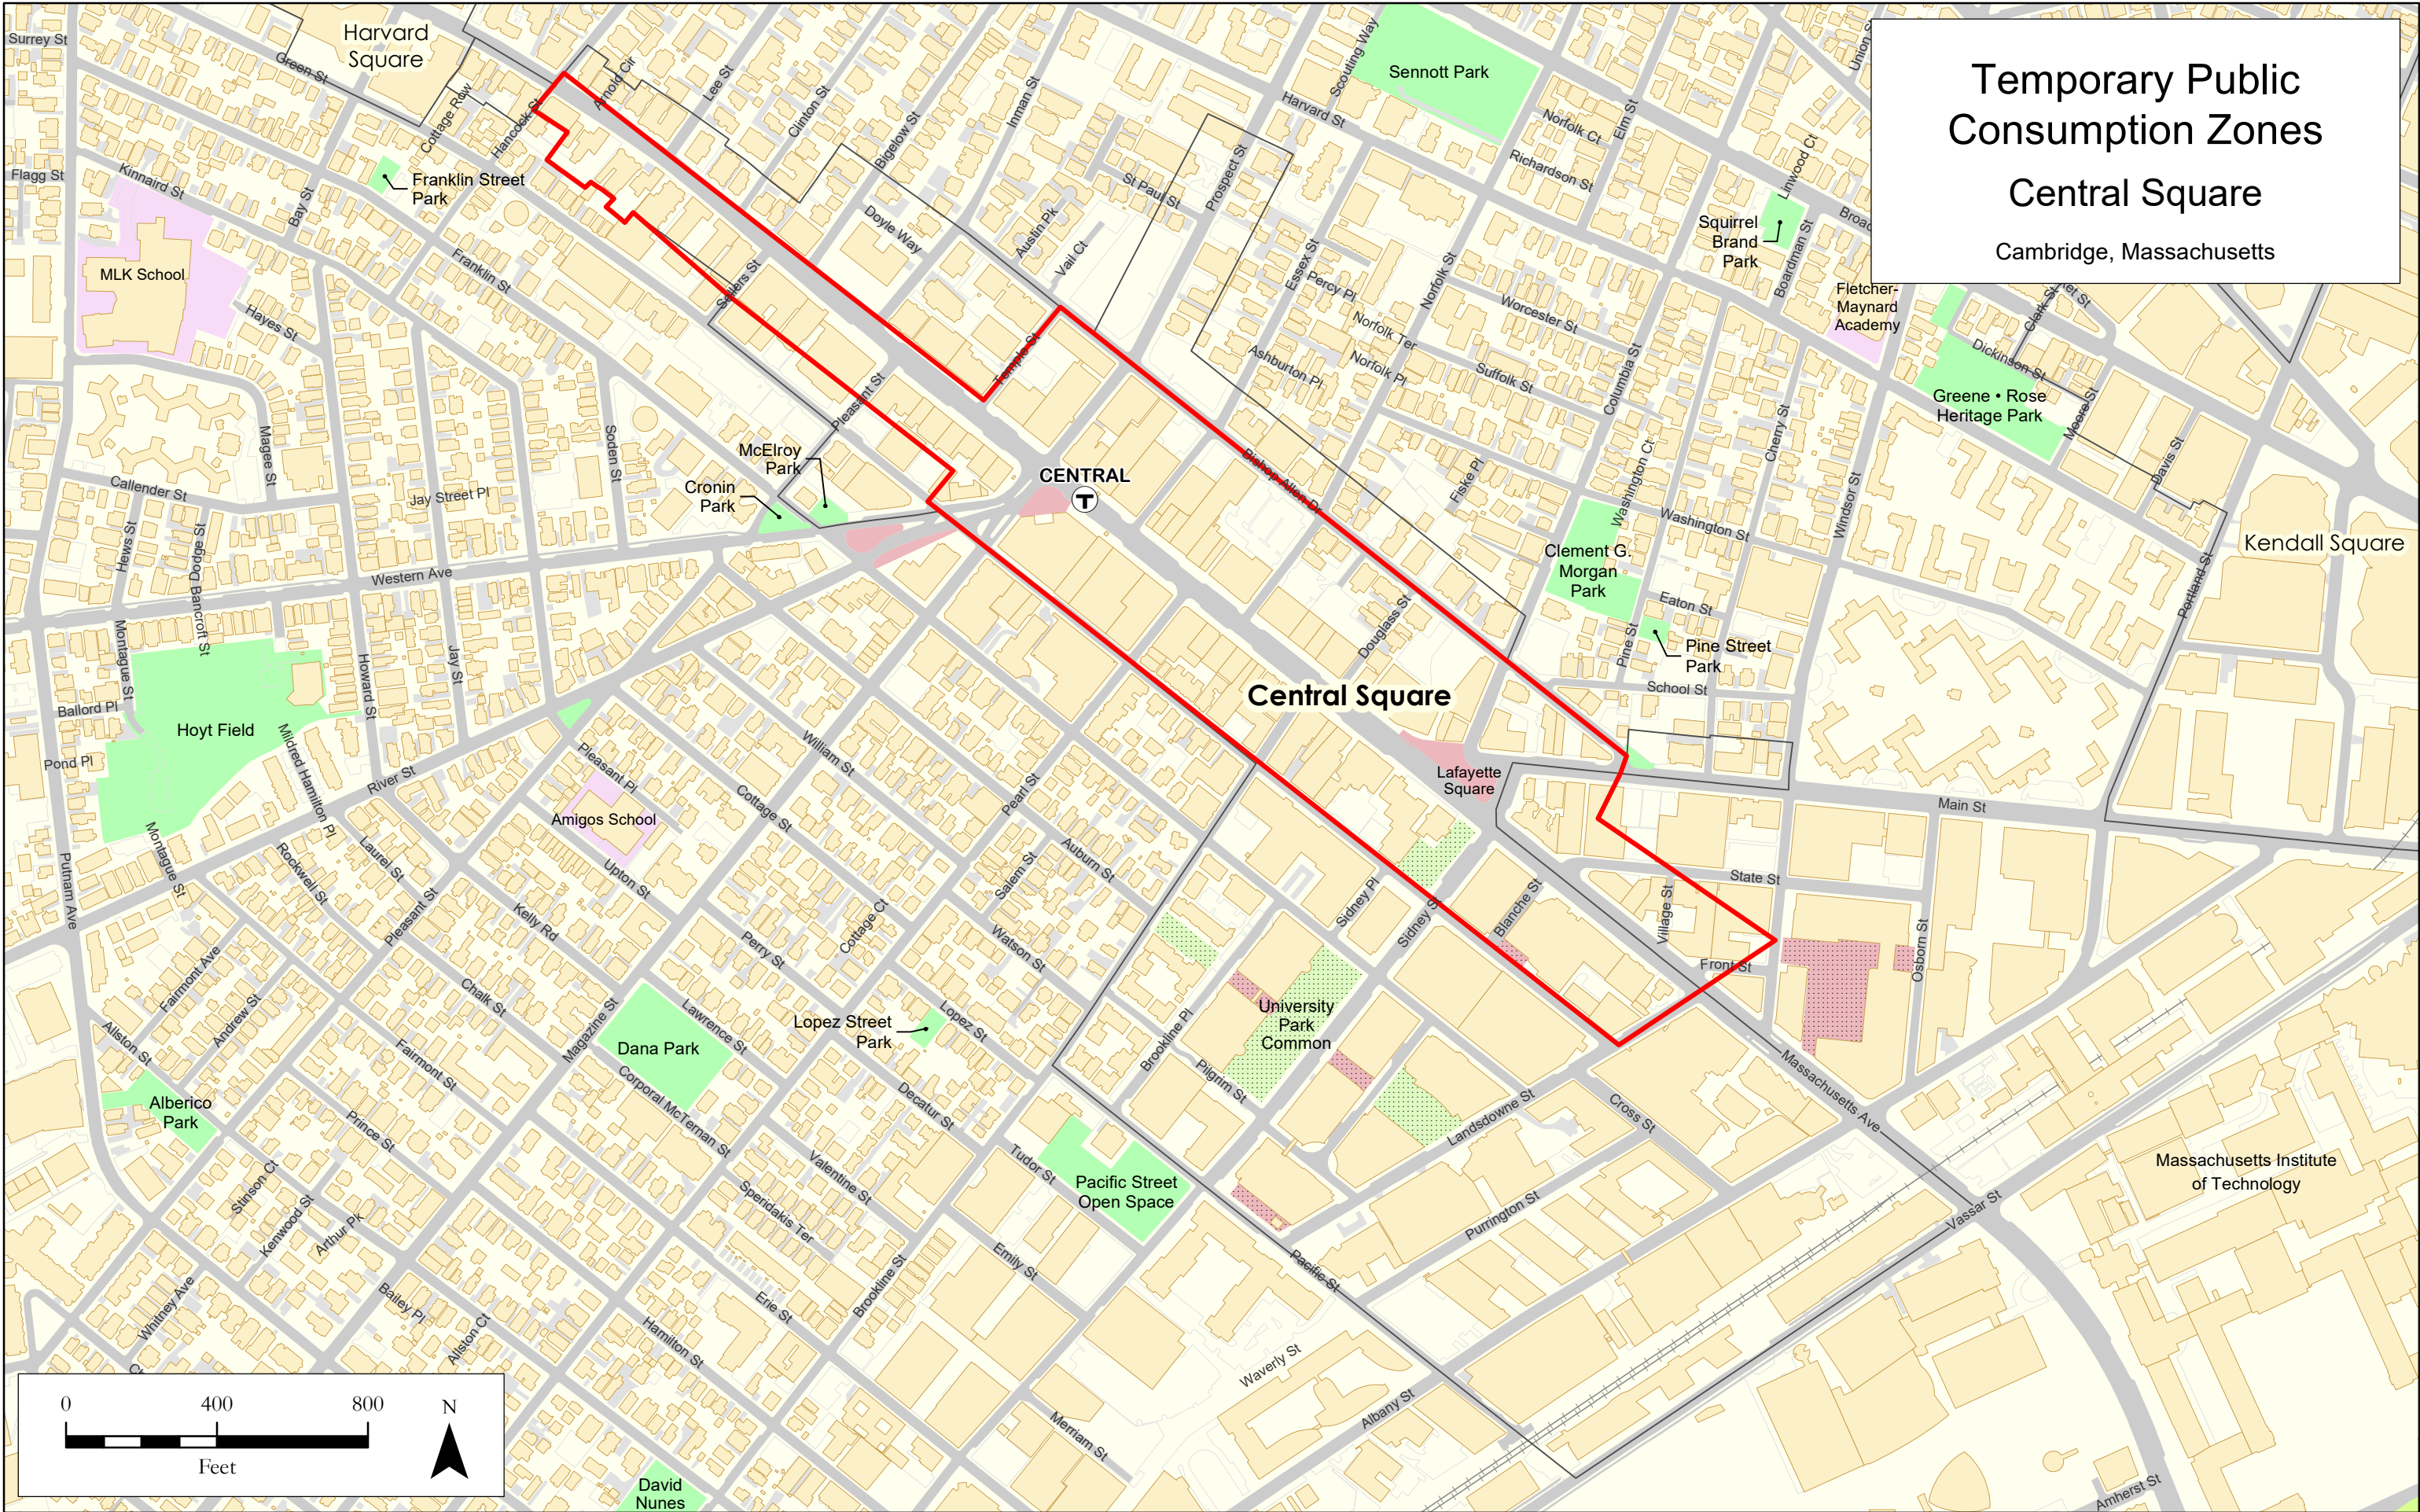 Temporary Public
Consumption Zones
Central Square
Cambridge, Massachusetts
Harvard
Square
Surrey St
Green St
Cottage Row
Hancock St
Arnold Cir
Lee St
Clinton St
Bigelow St
Inman St
Scouting Way
Sennott Park
Harvard St
Norfolk Ct
Elm St
Richardson St
Linwood Ct
Flagg St
Kinnaird St
Franklin Street
Park
Bay St
MLK School
Franklin St
Hayes St
Sellers St
Doyle Way
Austin Pk
Vail Ct
St Paul St
Prospect St
Essex St
Percy Pl
Norfolk St
Norfolk Ter
Norfolk Pl
Ashburton Pl
Worcester St
Suffolk St
Columbia St
Squirrel
Brand
Park
Boardman St
Fletcher-
Maynard
Academy
Clark St
Dickinson St
Greene • Rose
Heritage Park
Moore St
Davis St
Temple St
Pleasant St
McElroy
Park
Cronin
Park
CENTRAL
T
Bishop Allen Dr
Fiske Pl
Washington Ct
Cherry St
Washington St
Windsor St
Kendall Square
Portland St
Magee St
Soden St
Callender St
Jay Street Pl
Hews St
Dodge St
Bancroft St
Western Ave
Clement G.
Morgan
Park
Eaton St
Pine St
Pine Street
Park
School St
Douglass St
Central Square
Lafayette
Square
Main St
Montague St
Howard St
Jay St
Ballord Pl
Hoyt Field
Pond Pl
Mildred Hamilton Pl
River St
Pleasant Pl
Amigos School
Upton St
William St
Cottage St
Pearl St
Auburn St
Salem St
Putnam Ave
Montague St
Rockwell St
Laurel St
Pleasant St
Kelly Rd
Perry St
Cottage Ct
Watson St
Sidney Pl
Sidney St
Blanche St
Village St
State St
Front St
Osborn St
Fairmont Ave
Andrew St
Allston St
Chalk St
Magazine St
Fairmont St
Dana Park
Lawrence St
Lopez Street
Park
Lopez St
University
Park
Common
Brookline Pl
Pilgrim St
Landsdowne St
Cross St
Massachusetts Ave
Alberico
Park
Prince St
Corporal McTernan St
Decatur St
Tudor St
Valentine St
Speridakis Ter
Pacific Street
Open Space
Purrington St
Massachusetts Institute
of Technology
Vassar St
Stinson Ct
Kenwood St
Arthur Pk
Whitney Ave
Bailey Pl
Allston Ct
Brookline St
Emily St
Erie St
Hamilton St
Pacific St
Waverly St
Albany St
Merriam St
David
Nunes
Amherst St
0 400 800
Feet
N